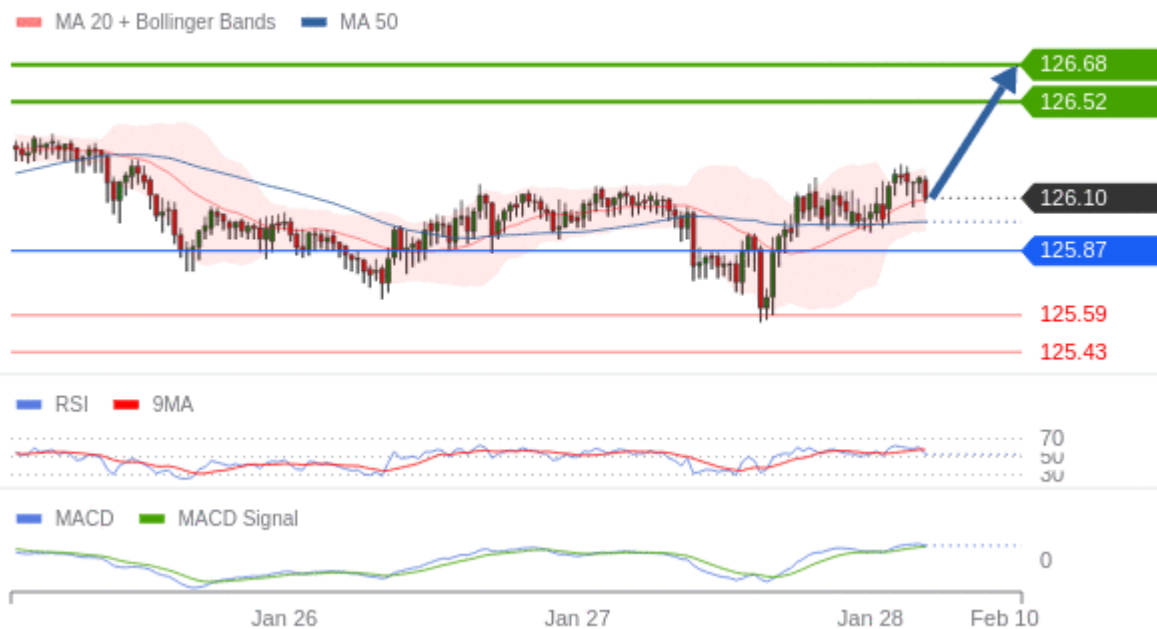 MA 20 + Bollinger Bands MA 50
126.68
126.52
126.10
125.87
125.59
125.43
RSI 9MA
70
50
30
MACD MACD Signal
0
Jan 26 Jan 27 Jan 28 Feb 10